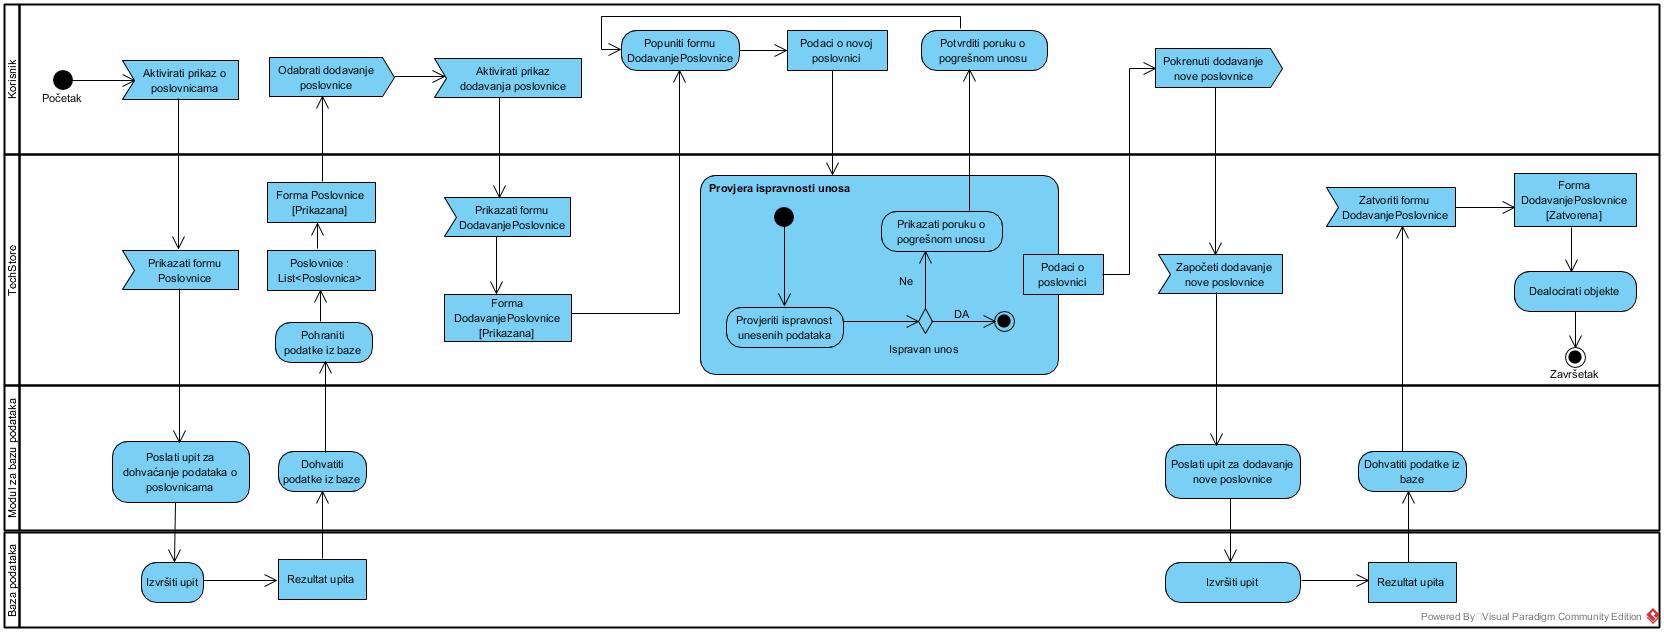 Korisnik
Početak
Aktivirati prikaz o
poslovnicama
Odabrati dodavanje
poslovnice
Aktivirati prikaz
dodavanja poslovnice
Popuniti formu
DodavanjePoslovnice
Podaci o novoj
poslovnici
Potvrditi poruku o
pogrešnom unosu
Pokrenuti dodavanje
nove poslovnice
TechStore
Prikazati formu
Poslovnice
Forma Poslovnice
[Prikazana]
Poslovnice :
List<Poslovnica>
Pohraniti
podatke iz baze
Prikazati formu
DodavanjePoslovnice
Forma
DodavanjePoslovnice
[Prikazana]
Provjera ispravnosti unosa
Prikazati poruku o
pogrešnom unosu
Ne
Provjeriti ispravnost
unesenih podataka
DA
Ispravan unos
Podaci o
poslovnici
Započeti dodavanje
nove poslovnice
Zatvoriti formu
DodavanjePoslovnice
Forma
DodavanjePoslovnice
[Zatvorena]
Dealocirati objekte
Završetak
Modul za bazu podataka
Poslati upit za
dohvaćanje podataka o
poslovnicama
Dohvatiti
podatke iz baze
Poslati upit za dodavanje
nove poslovnice
Dohvatiti podatke iz
baze
Baza podataka
Izvršiti upit
Rezultat upita
Izvršiti upit
Rezultat upita
Powered By Visual Paradigm Community Edition